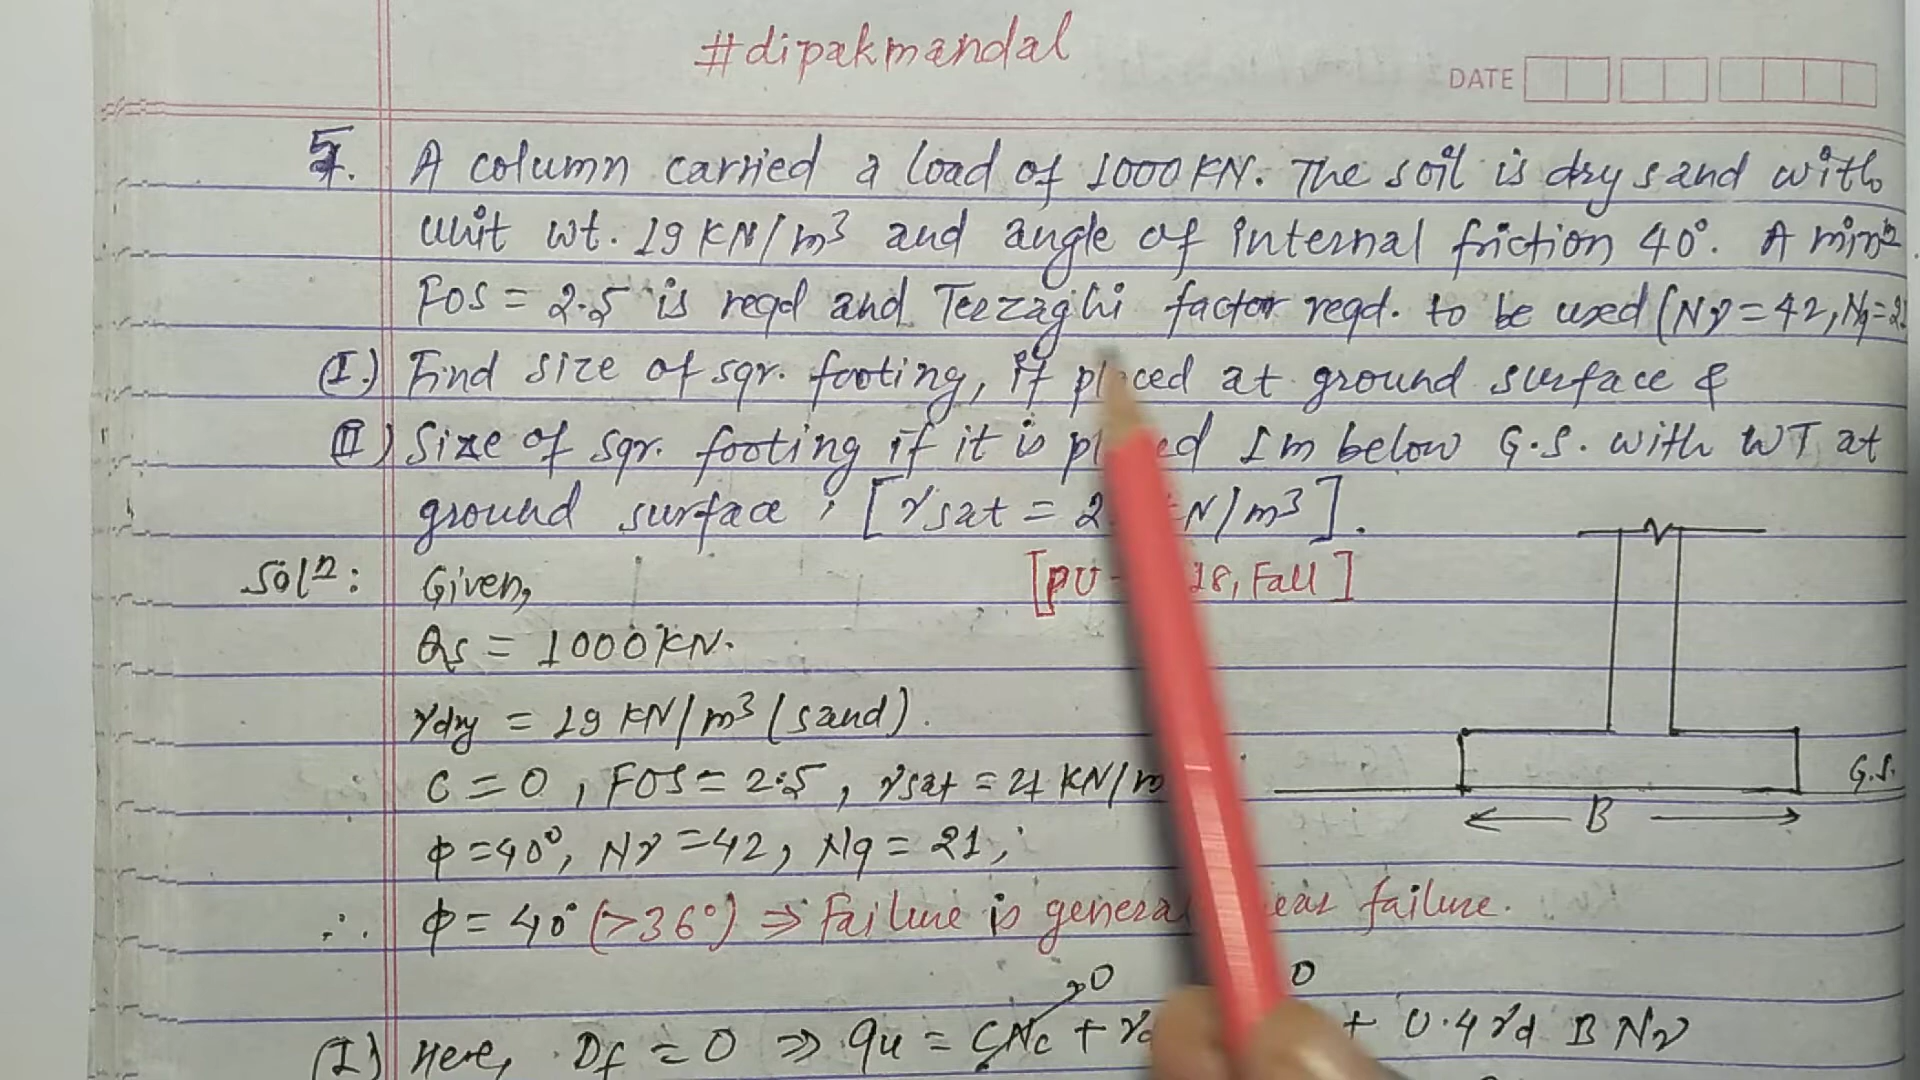 #dipakmandal
DATE
5. A column carried a load of 1000 KN. The soil is dry sand with
unit wt. 19 KN/m³ and angle of internal friction 40°. A minᵐ
FOS = 2.5 is reqd and Terzaghi factor reqd. to be used (Nγ = 42, Nq = 2
(I.) Find size of sqr. footing, if placed at ground surface &
(II) Size of sqr. footing if it is placed 1m below G.S. with WT at
ground surface, [γsat = N/m³].
Solⁿ: Given, [PU 18, Fall]
Qs = 1000 KN.
γdry = 19 KN/m³ (sand).
C = 0, FOS = 2.5, γsat = 21 KN/m
G.S.
B
φ = 40°, Nγ = 42, Nq = 21,
∴ φ = 40° (>36°) ⇒ Failure is genera ear failure.
0 0
(I) Here, Df = 0 ⇒ qu = CNc + γ + 0.4 γd B Nγ